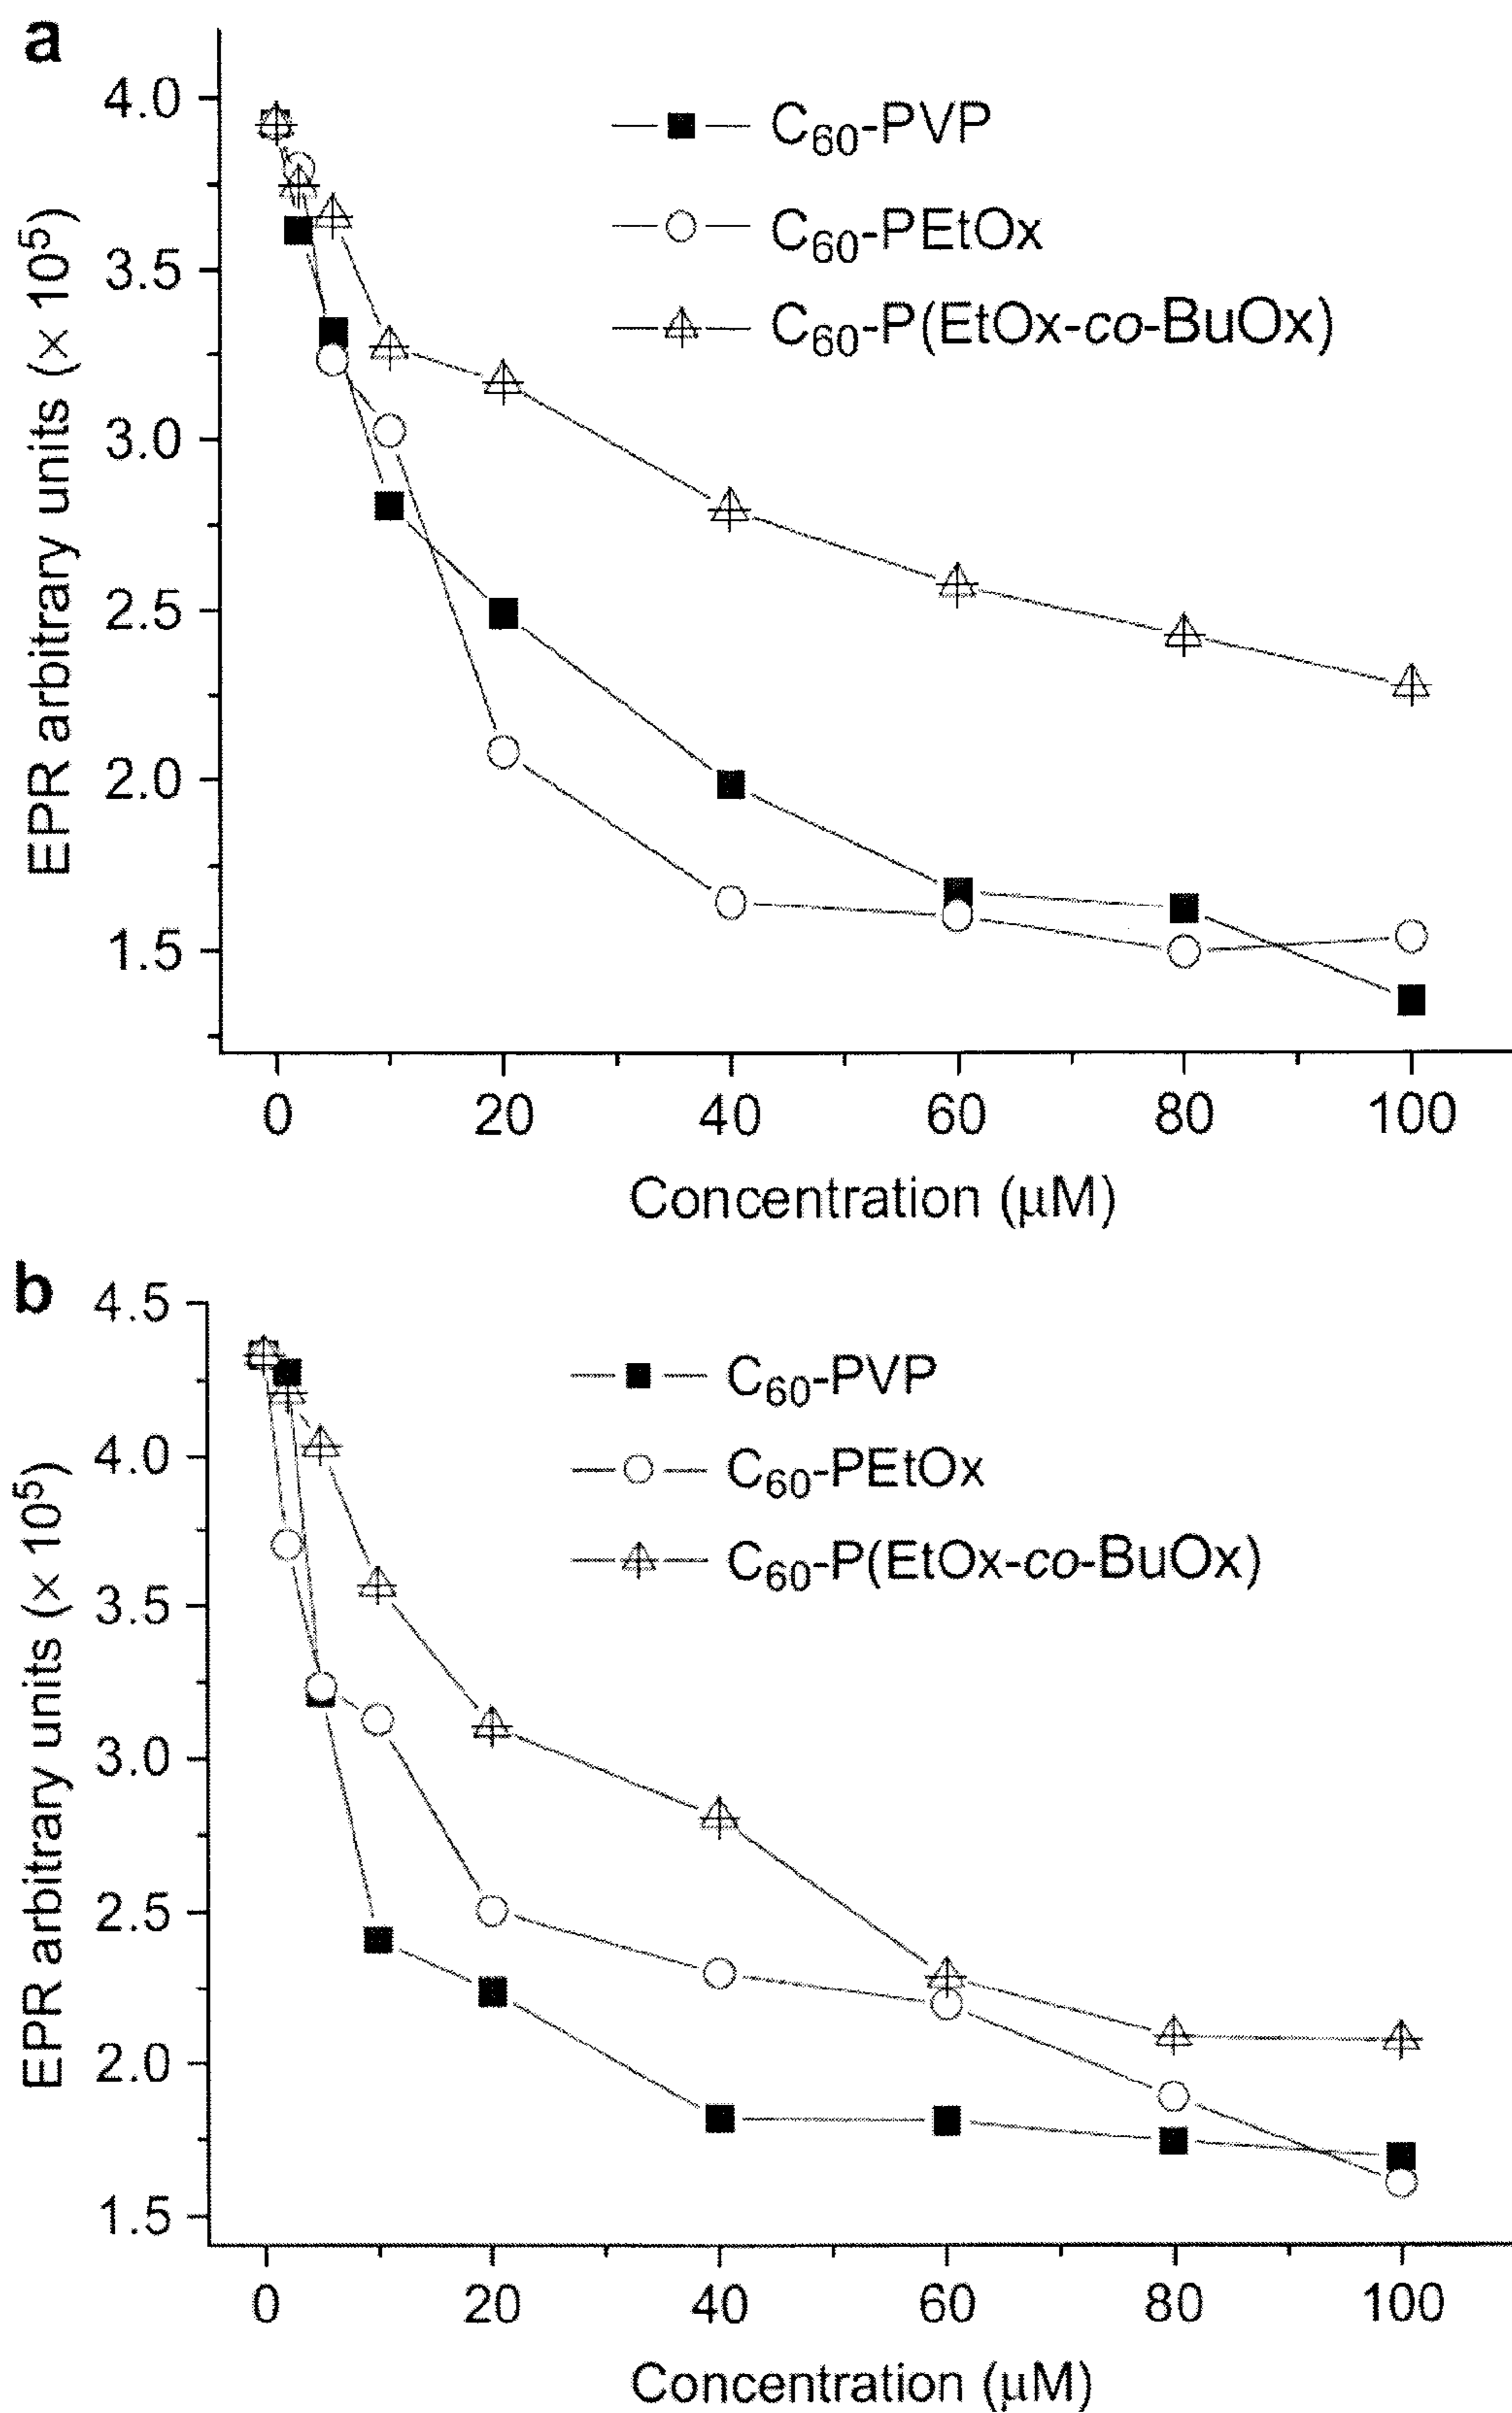 a
EPR arbitrary units (× 10⁵)
4.0
3.5
3.0
2.5
2.0
1.5
C₆₀-PVP
C₆₀-PEtOx
C₆₀-P(EtOx-co-BuOx)
0 20 40 60 80 100
Concentration (μM)
b
EPR arbitrary units (× 10⁵)
4.5
4.0
3.5
3.0
2.5
2.0
1.5
C₆₀-PVP
C₆₀-PEtOx
C₆₀-P(EtOx-co-BuOx)
0 20 40 60 80 100
Concentration (μM)